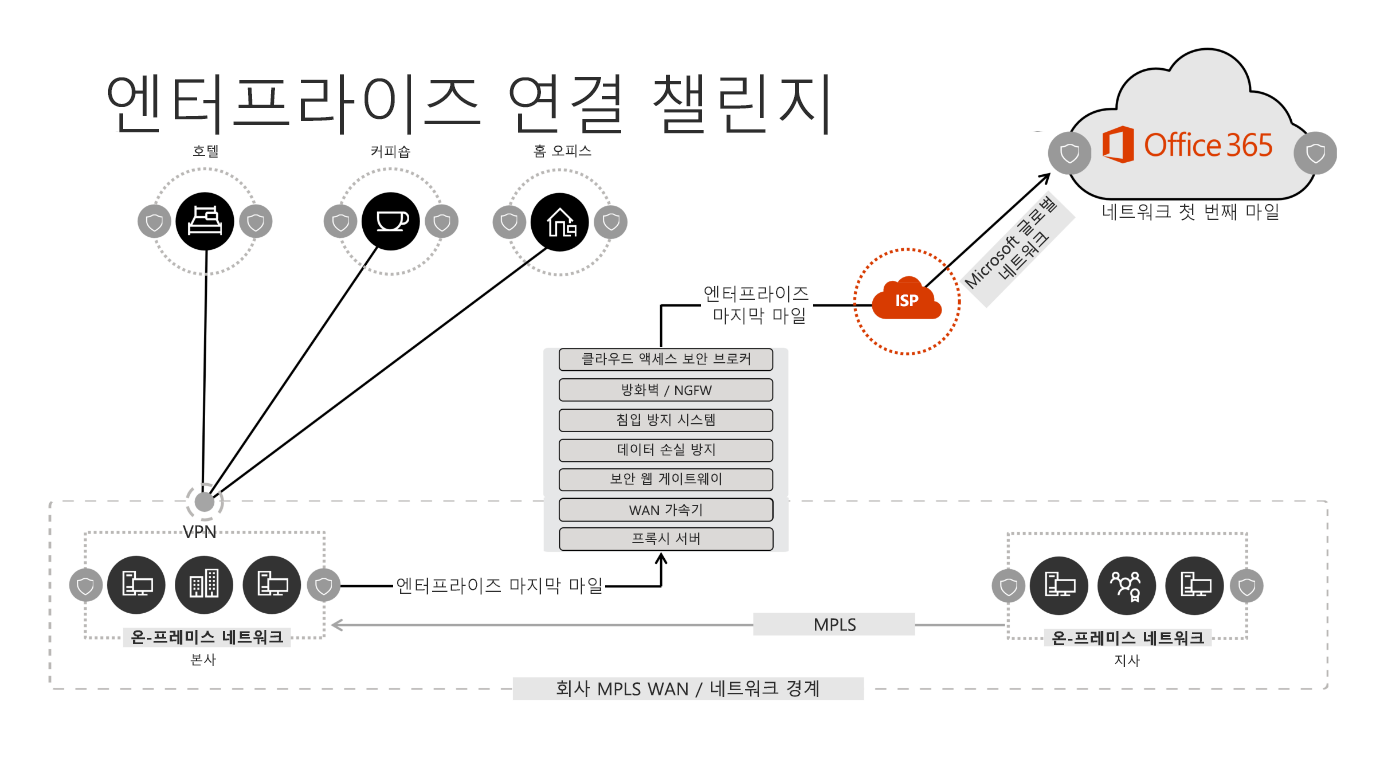 엔터프라이즈 연결 챌린지
호텔
커피숍
홈 오피스
Office 365
네트워크 첫 번째 마일
Microsoft 글로벌
네트워크
ISP
엔터프라이즈
마지막 마일
클라우드 액세스 보안 브로커
방화벽 / NGFW
침입 방지 시스템
데이터 손실 방지
보안 웹 게이트웨이
WAN 가속기
프록시 서버
VPN
엔터프라이즈 마지막 마일
MPLS
온-프레미스 네트워크
본사
온-프레미스 네트워크
지사
회사 MPLS WAN / 네트워크 경계